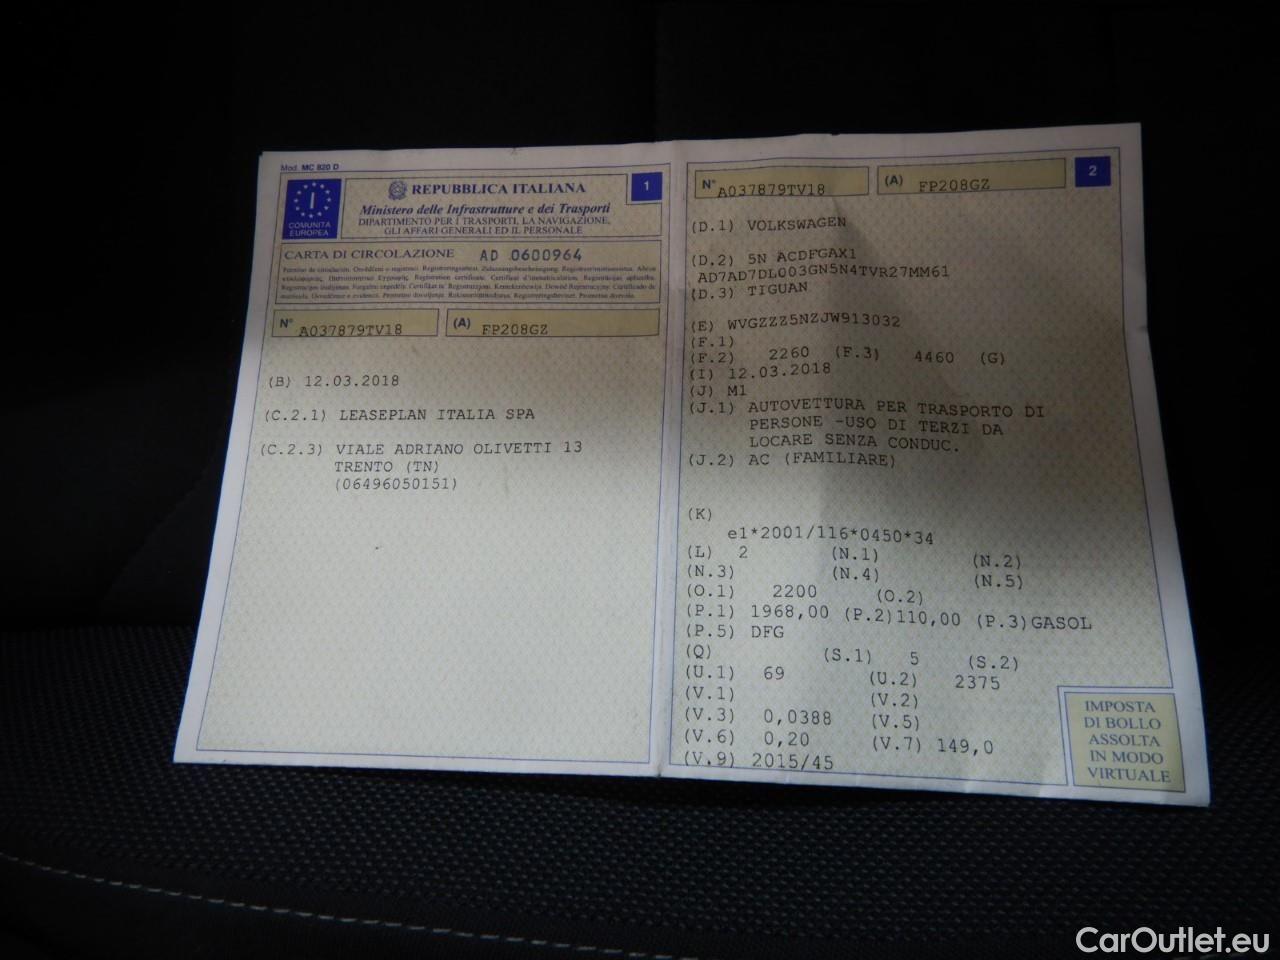 Mod. MC 820 D
I
COMUNITÀ
EUROPEA
REPUBBLICA ITALIANA
Ministero delle Infrastrutture e dei Trasporti
DIPARTIMENTO PER I TRASPORTI, LA NAVIGAZIONE,
GLI AFFARI GENERALI ED IL PERSONALE
1
CARTA DI CIRCOLAZIONE AD 0600964
N° A037879TV18 (A) FP208GZ
(B) 12.03.2018
(C.2.1) LEASEPLAN ITALIA SPA
(C.2.3) VIALE ADRIANO OLIVETTI 13
TRENTO (TN)
(06496050151)
N° A037879TV18 (A) FP208GZ
2
(D.1) VOLKSWAGEN
(D.2) 5N ACDFGAX1
AD7AD7DL003GN5N4TVR27MM61
(D.3) TIGUAN
(E) WVGZZZ5NZJW913032
(F.1)
(F.2) 2260 (F.3) 4460 (G)
(I) 12.03.2018
(J) M1
(J.1) AUTOVETTURA PER TRASPORTO DI
PERSONE -USO DI TERZI DA
LOCARE SENZA CONDUC.
(J.2) AC (FAMILIARE)
(K)
e1*2001/116*0450*34
(L) 2 (N.1) (N.2)
(N.3) (N.4) (N.5)
(O.1) 2200 (O.2)
(P.1) 1968,00 (P.2)110,00 (P.3)GASOL
(P.5) DFG
(Q) (S.1) 5 (S.2)
(U.1) 69 (U.2) 2375
(V.1) (V.2)
(V.3) 0,0388 (V.5)
(V.6) 0,20 (V.7) 149,0
(V.9) 2015/45
IMPOSTA
DI BOLLO
ASSOLTA
IN MODO
VIRTUALE
CarOutlet.eu